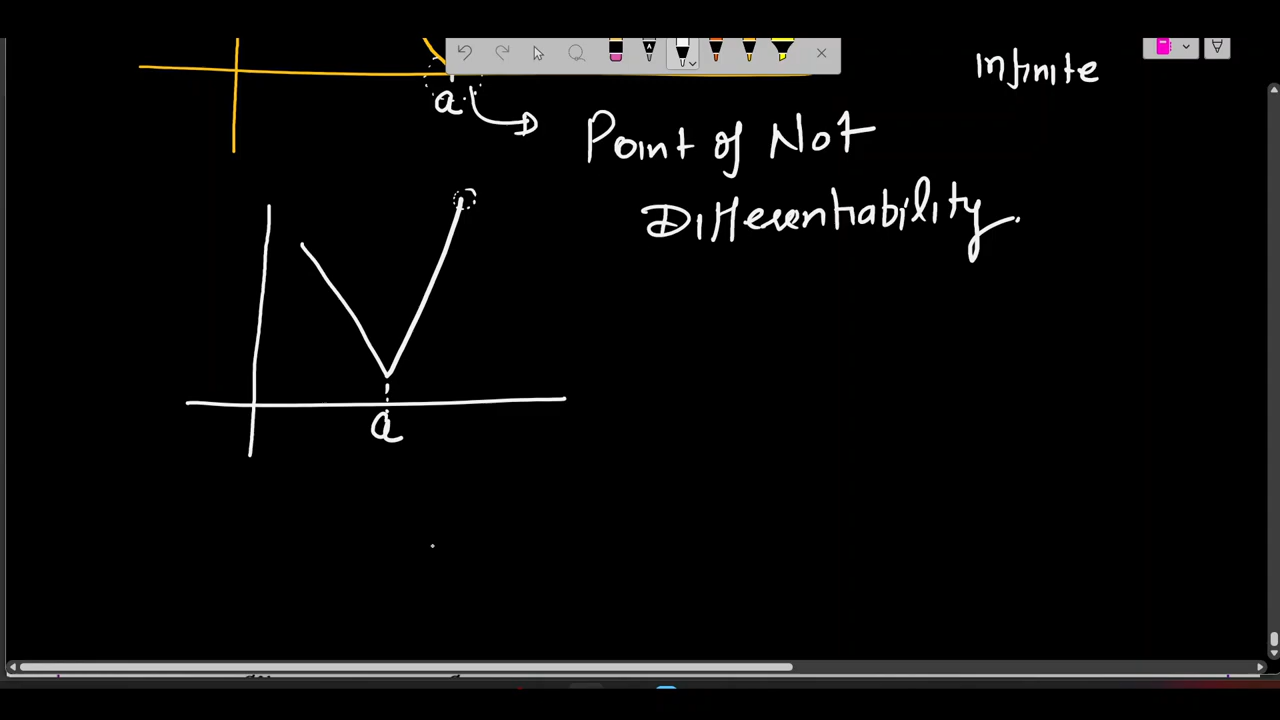 Infinite
a
Point of Not
Differentiability.
a